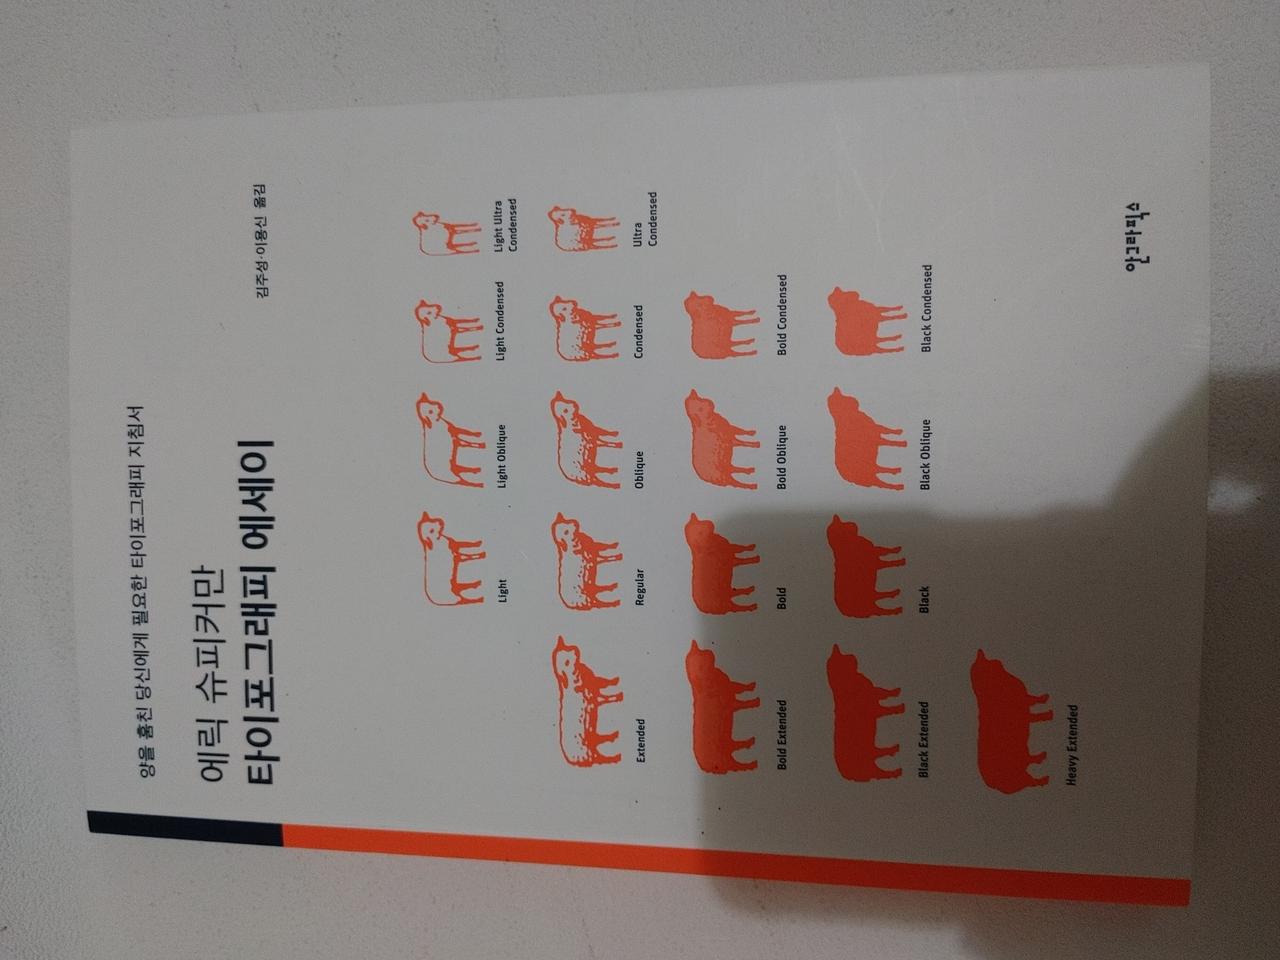 양을 훔친 당신에게 필요한 타이포그래피 지침서
에릭 슈피커만
타이포그래피 에세이
김주성·이용신 옮김
Light
Light Oblique
Light Condensed
Light Ultra
Condensed
Extended
Regular
Oblique
Condensed
Ultra
Condensed
Bold Extended
Bold
Bold Oblique
Bold Condensed
Black Extended
Black
Black Oblique
Black Condensed
Heavy Extended
안그라픽스